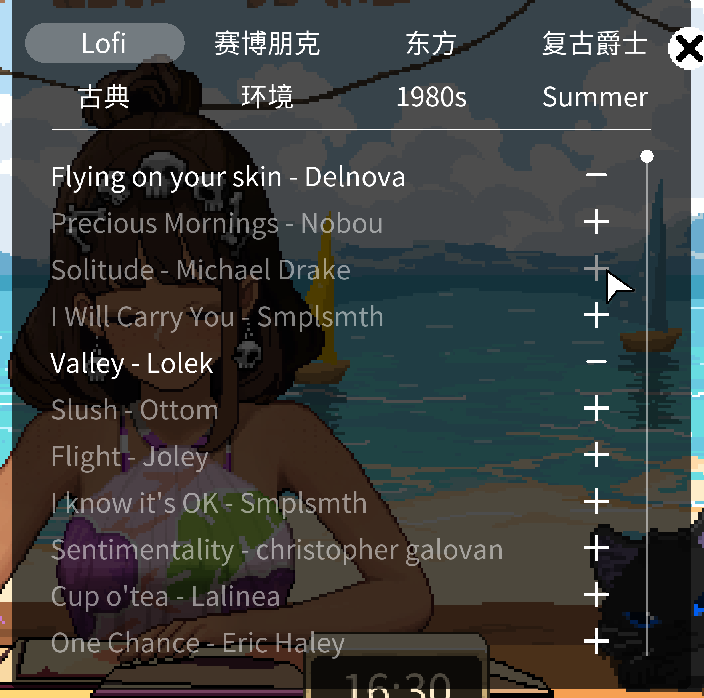 Lofi 赛博朋克 东方 复古爵士
古典 环境 1980s Summer
Flying on your skin - Delnova
Precious Mornings - Nobou
Solitude - Michael Drake
I Will Carry You - Smplsmth
Valley - Lolek
Slush - Ottom
Flight - Joley
I know it's OK - Smplsmth
Sentimentality - christopher galovan
Cup o'tea - Lalinea
One Chance - Eric Haley
16:30